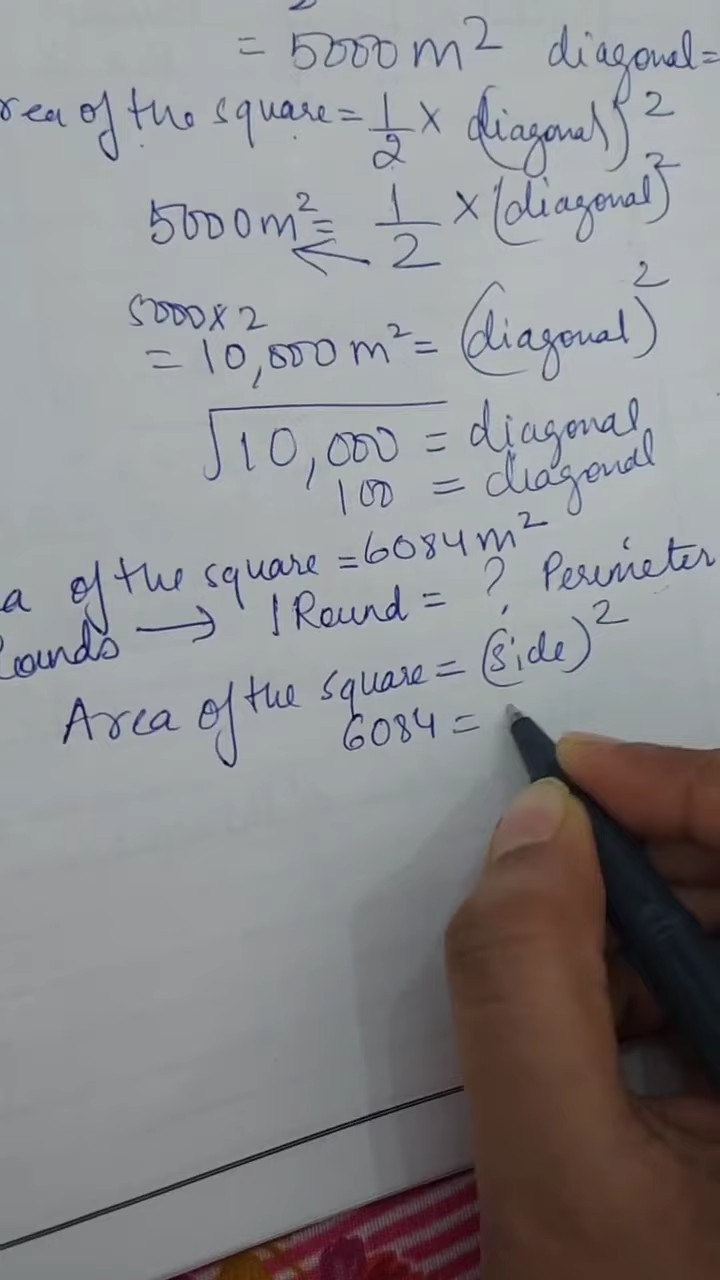 = 5000 m² diagonal =
rea of the square = 1/2 × (diagonal)²
5000 m² = 1/2 × (diagonal)²
5000 × 2
= 10,000 m² = (diagonal)²
√10,000 = diagonal
100 = diagonal
a of the square = 6084 m²
Rounds → 1 Round = ? Perimeter
Area of the square = (side)²
6084 =